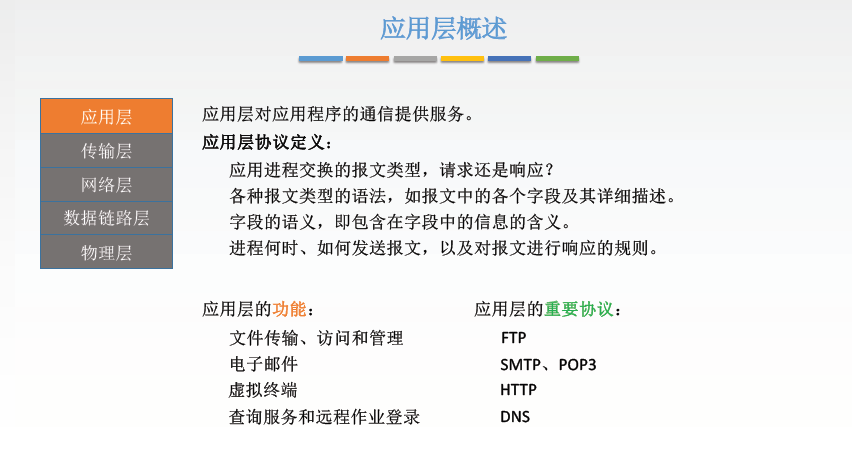 应用层概述
应用层
传输层
网络层
数据链路层
物理层
应用层对应用程序的通信提供服务。
应用层协议定义：
应用进程交换的报文类型，请求还是响应？
各种报文类型的语法，如报文中的各个字段及其详细描述。
字段的语义，即包含在字段中的信息的含义。
进程何时、如何发送报文，以及对报文进行响应的规则。
应用层的功能：
文件传输、访问和管理
电子邮件
虚拟终端
查询服务和远程作业登录
应用层的重要协议：
FTP
SMTP、POP3
HTTP
DNS